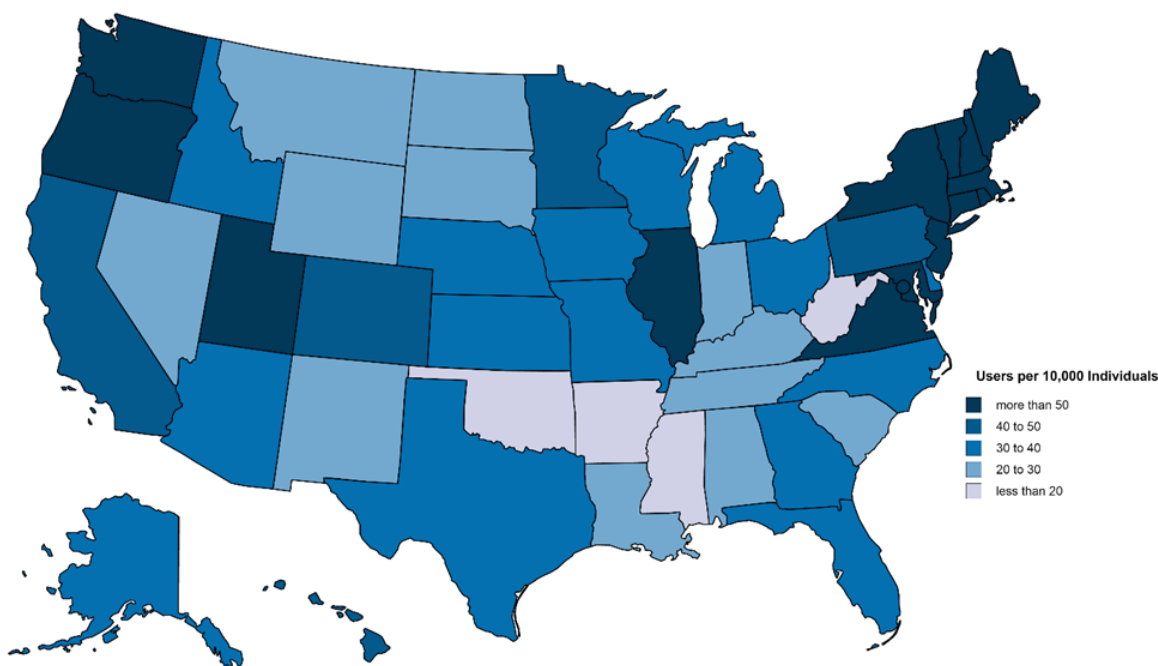 Users per 10,000 Individuals
more than 50
40 to 50
30 to 40
20 to 30
less than 20